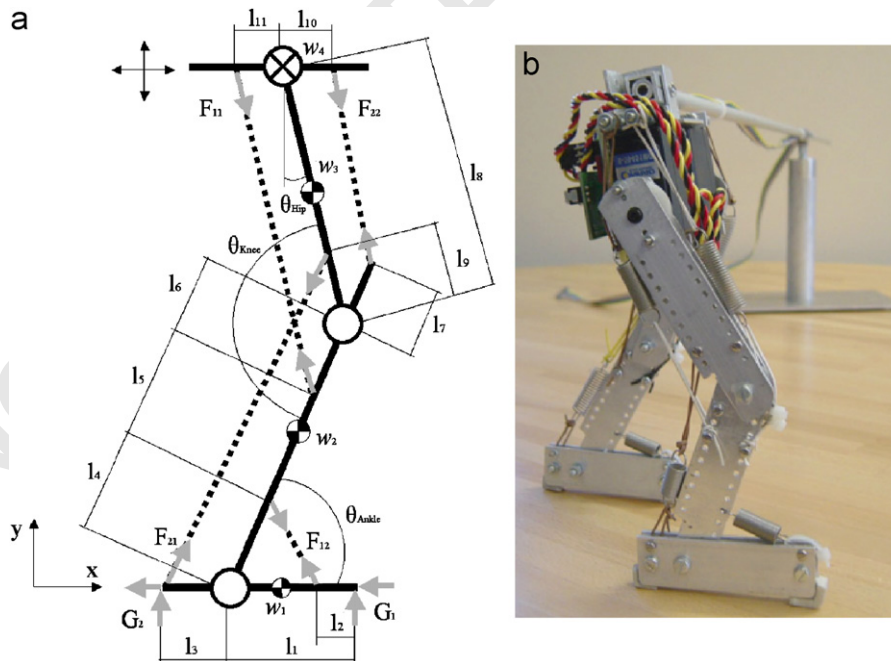 a
l₁₁ l₁₀
w₄
b
F₁₁
F₂₂
w₃
l₈
θHip
θKnee
l₉
l₆
l₇
l₅
w₂
l₄
θAnkle
y
F₂₁
F₁₂
x
w₁
G₂
G₁
l₂
l₃
l₁